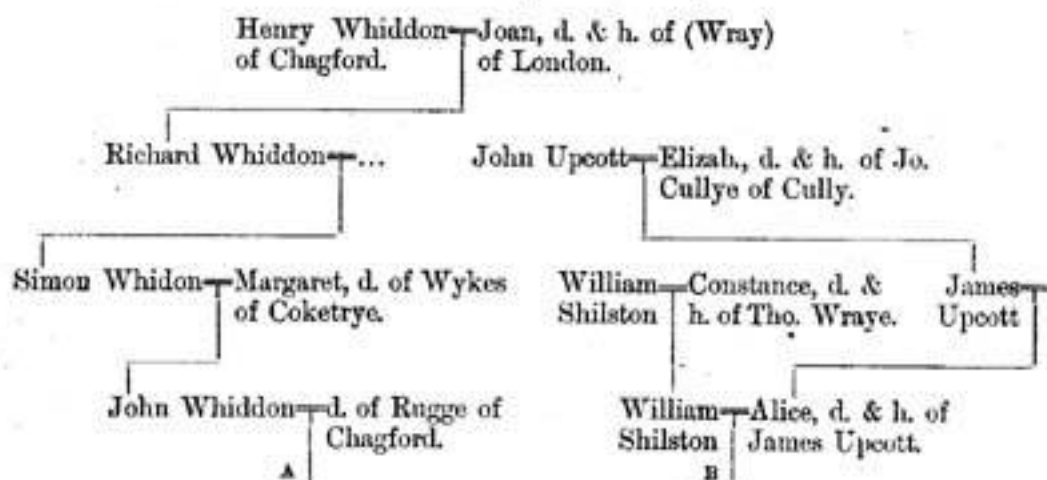 Henry Whiddon Joan, d. & h. of (Wray)
of Chagford. of London.
Richard Whiddon ... John Upcott Elizab., d. & h. of Jo.
Cullye of Cully.
Simon Whidon Margaret, d. of Wykes William Constance, d. & James
of Coketrye. Shilston h. of Tho. Wraye. Upcott
John Whiddon d. of Rugge of William Alice, d. & h. of
Chagford. Shilston James Upcott.
A B